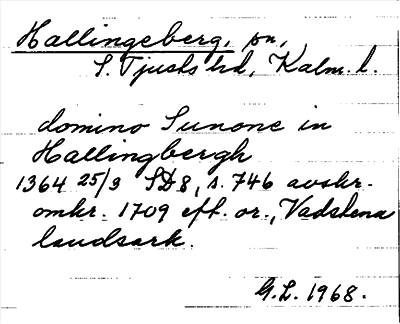 Hallingeberg, sn,
S. Tjusts hd, Kalm. l.
domino Sunone in
Hallingbergh
1364 25/3 SD8, s. 746 avskr.
omkr. 1709 eft. or., Vadstena
landsark.
G.L. 1968.